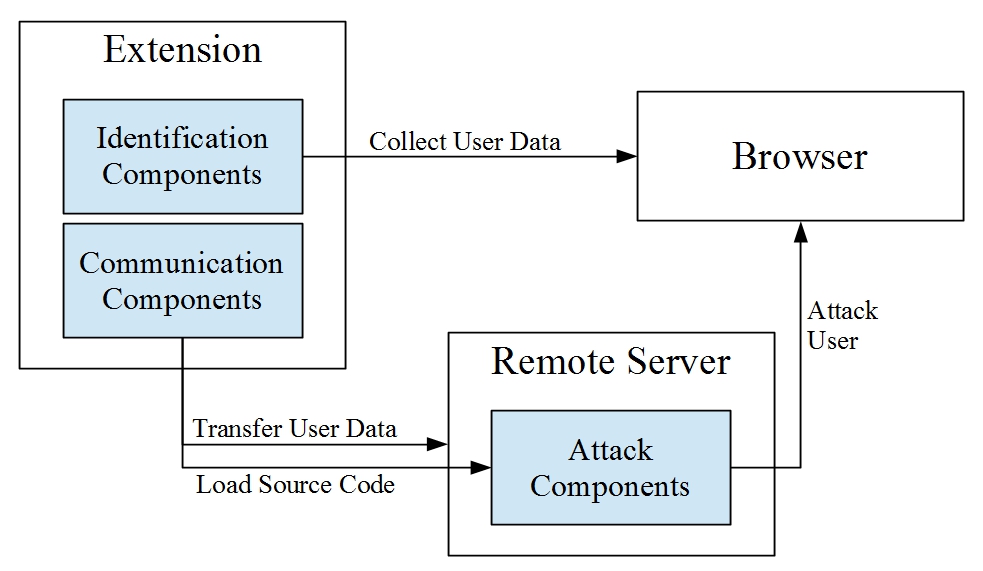 Extension
Identification
Components
Collect User Data
Browser
Communication
Components
Attack
User
Remote Server
Transfer User Data
Attack
Components
Load Source Code